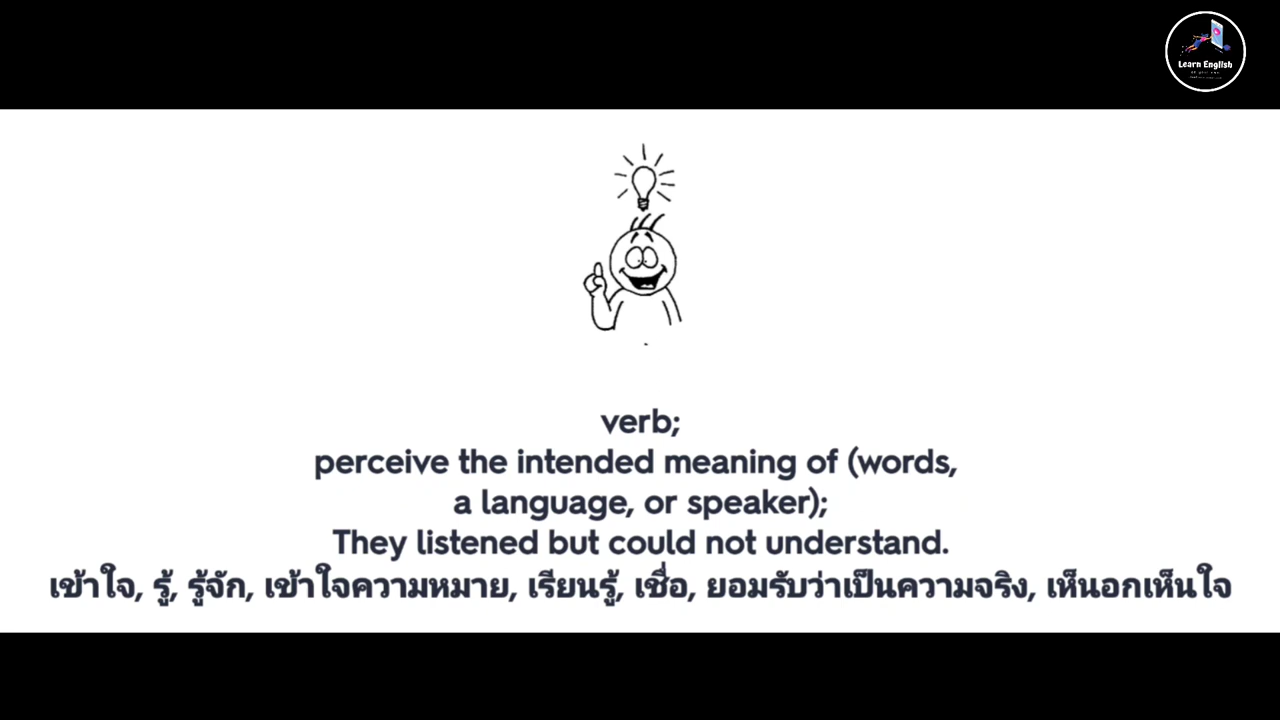 Learn English
verb;
perceive the intended meaning of (words,
a language, or speaker);
They listened but could not understand.
เข้าใจ, รู้, รู้จัก, เข้าใจความหมาย, เรียนรู้, เชื่อ, ยอมรับว่าเป็นความจริง, เห็นอกเห็นใจ